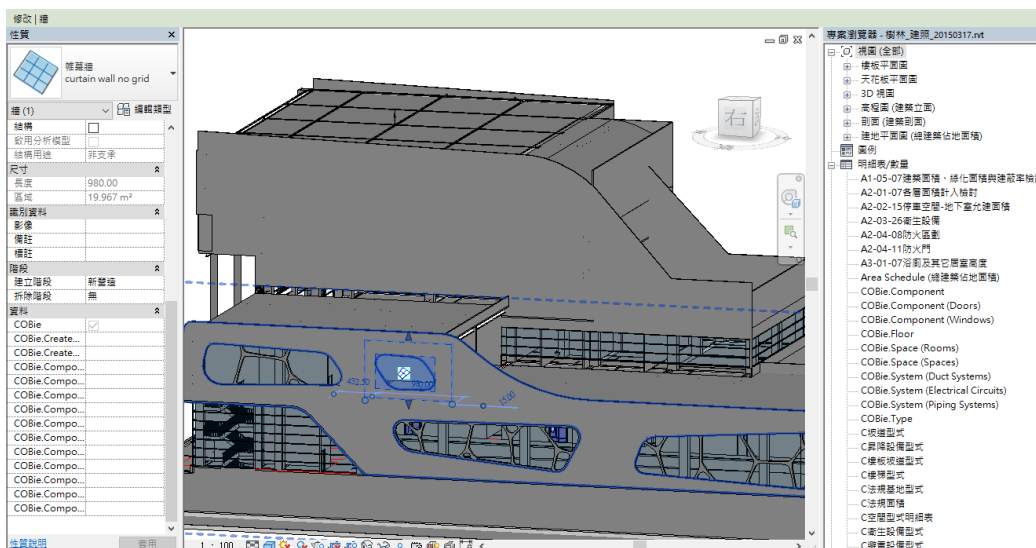 修改 | 牆
性質
帷幕牆
curtain wall no grid
牆 (1)
編輯類型
結構
啟用分析模型
結構用途 非支承
尺寸
長度 980.00
區域 19.967 m²
識別資料
影像
備註
標註
階段
建立階段 新營造
拆除階段 無
資料
COBie
COBie.Create...
COBie.Create...
COBie.Compo...
COBie.Compo...
COBie.Compo...
COBie.Compo...
COBie.Compo...
COBie.Compo...
COBie.Compo...
COBie.Compo...
COBie.Compo...
COBie.Compo...
COBie.Compo...
性質說明
套用
右
432.50
980.00
15.00
1 : 100
專案瀏覽器 - 樹林_建照_20150317.rvt
視圖 (全部)
樓板平面圖
天花板平面圖
3D 視圖
高程圖 (建築立面)
剖面 (建築剖面)
建地平面圖 (總建築佔地面積)
圖例
明細表/數量
A1-05-07建築面積、綠化面積與建蔽率檢討
A2-01-07各層面積計入檢討
A2-02-15停車空間-地下室允建面積
A2-03-26衛生設備
A2-04-08防火區劃
A2-04-11防火門
A3-01-07浴廁及其它居室高度
Area Schedule (總建築佔地面積)
COBie.Component
COBie.Component (Doors)
COBie.Component (Windows)
COBie.Floor
COBie.Space (Rooms)
COBie.Space (Spaces)
COBie.System (Duct Systems)
COBie.System (Electrical Circuits)
COBie.System (Piping Systems)
COBie.Type
C坡道型式
C昇降設備型式
C樓板坡道型式
C樓梯型式
C法規基地型式
C法規面積
C空間型式明細表
C衛生設備型式
C避雷設備型式